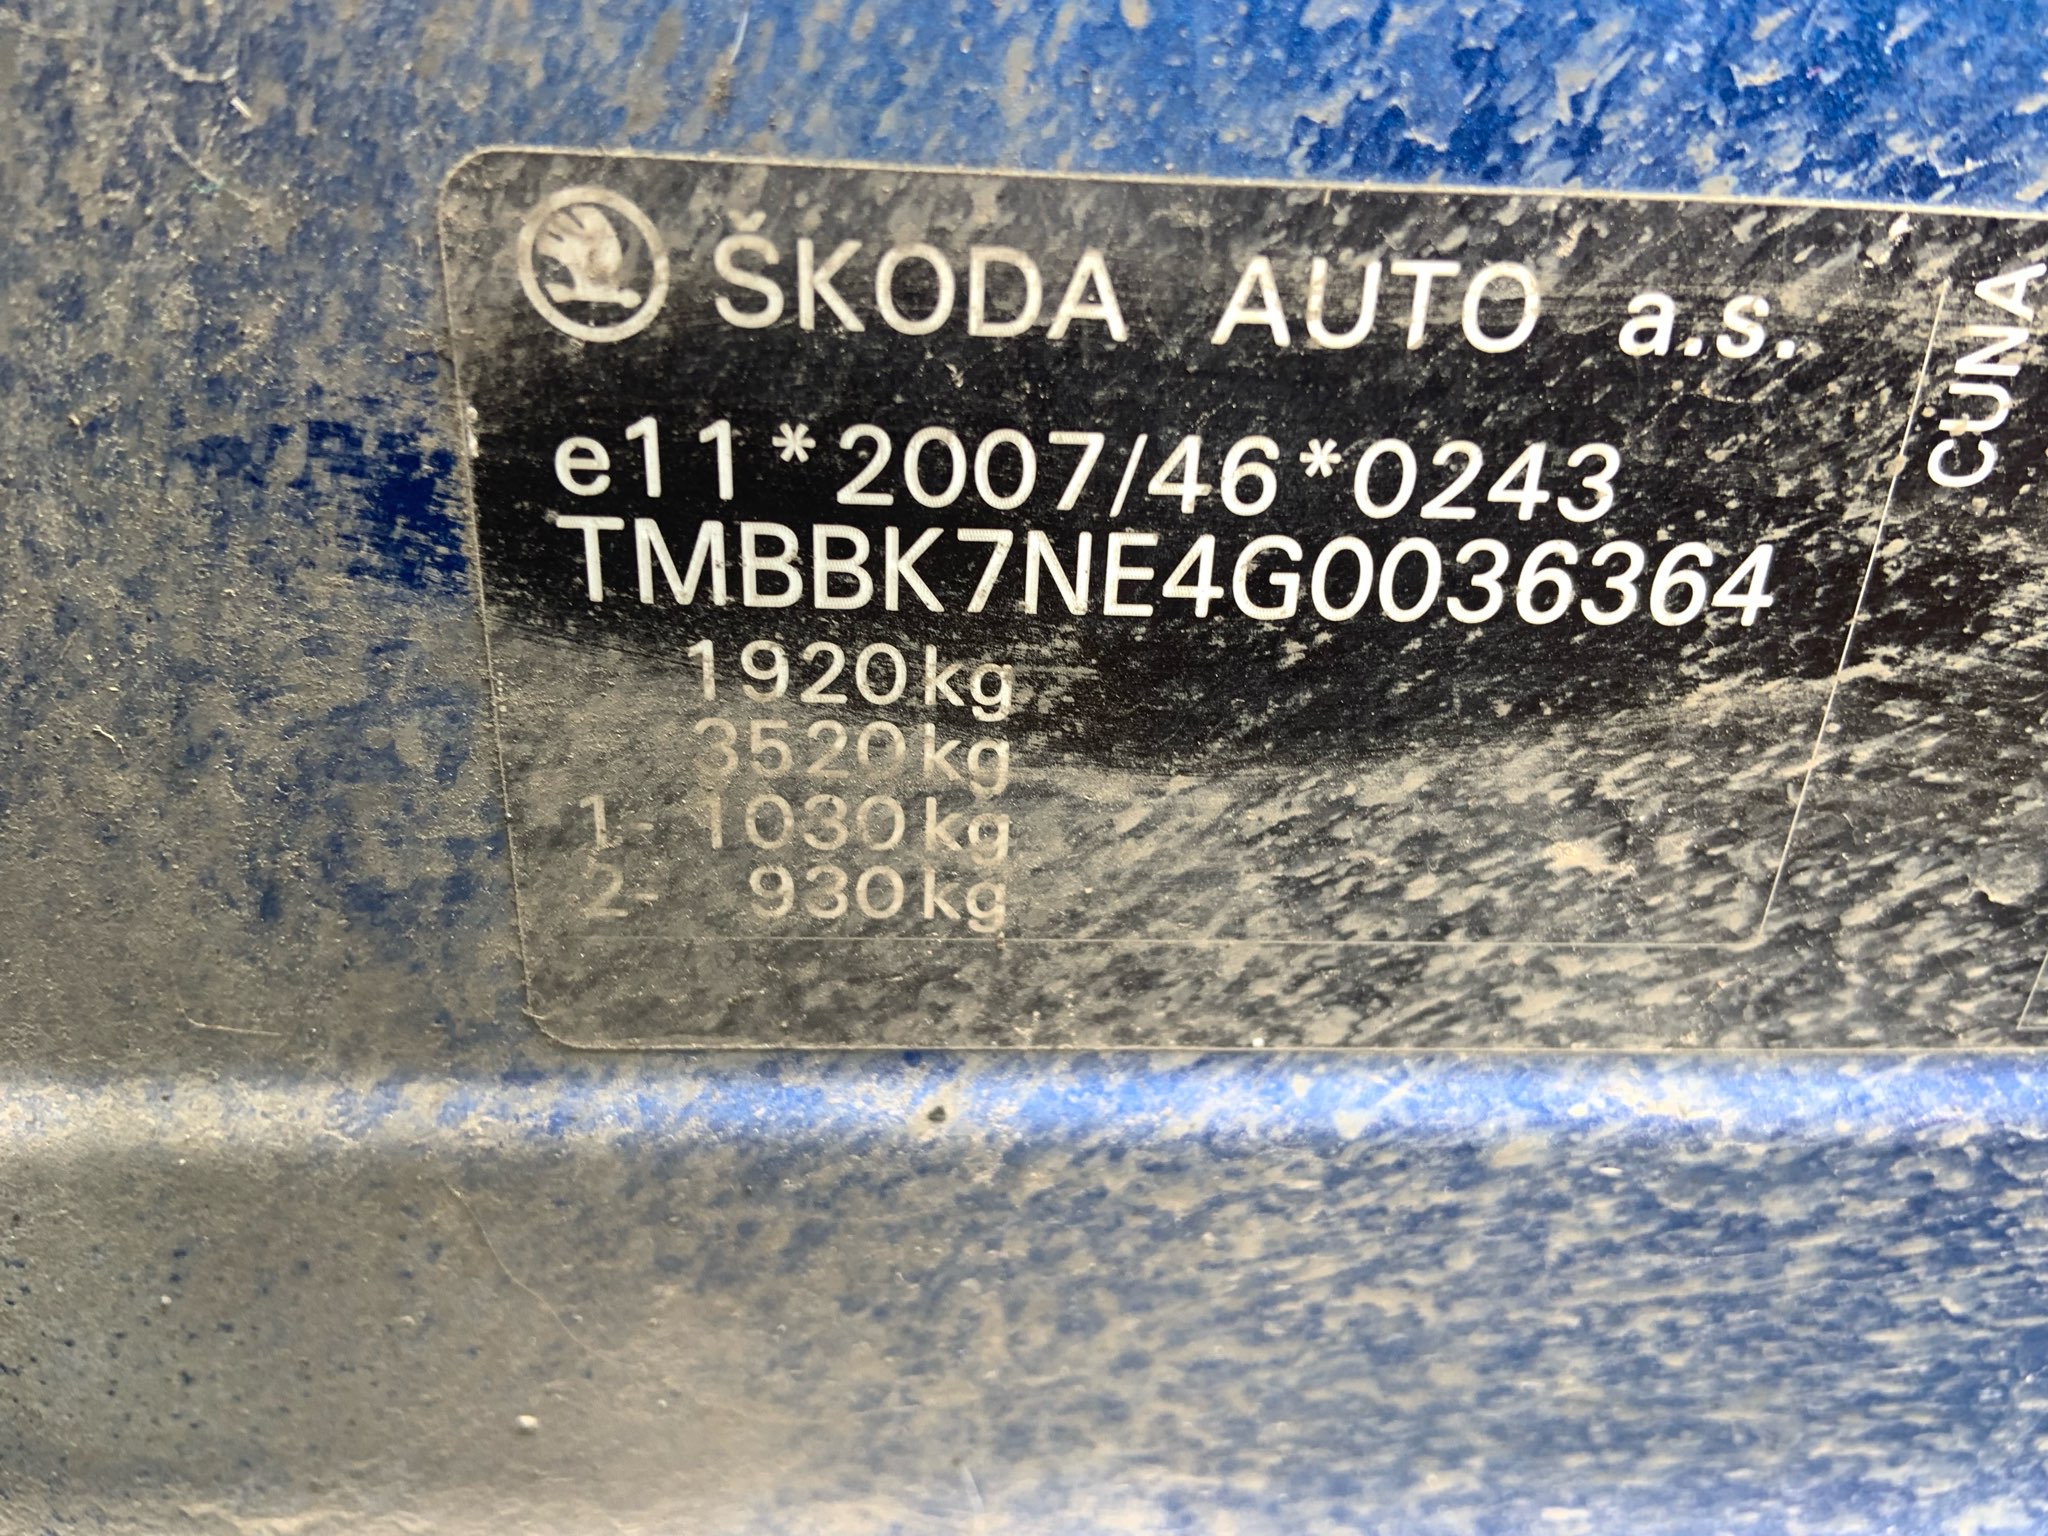 ŠKODA AUTO a.s.
e11*2007/46*0243
TMBBK7NE4G0036364
1920kg
3520kg
1- 1030kg
2- 930kg
CUNA